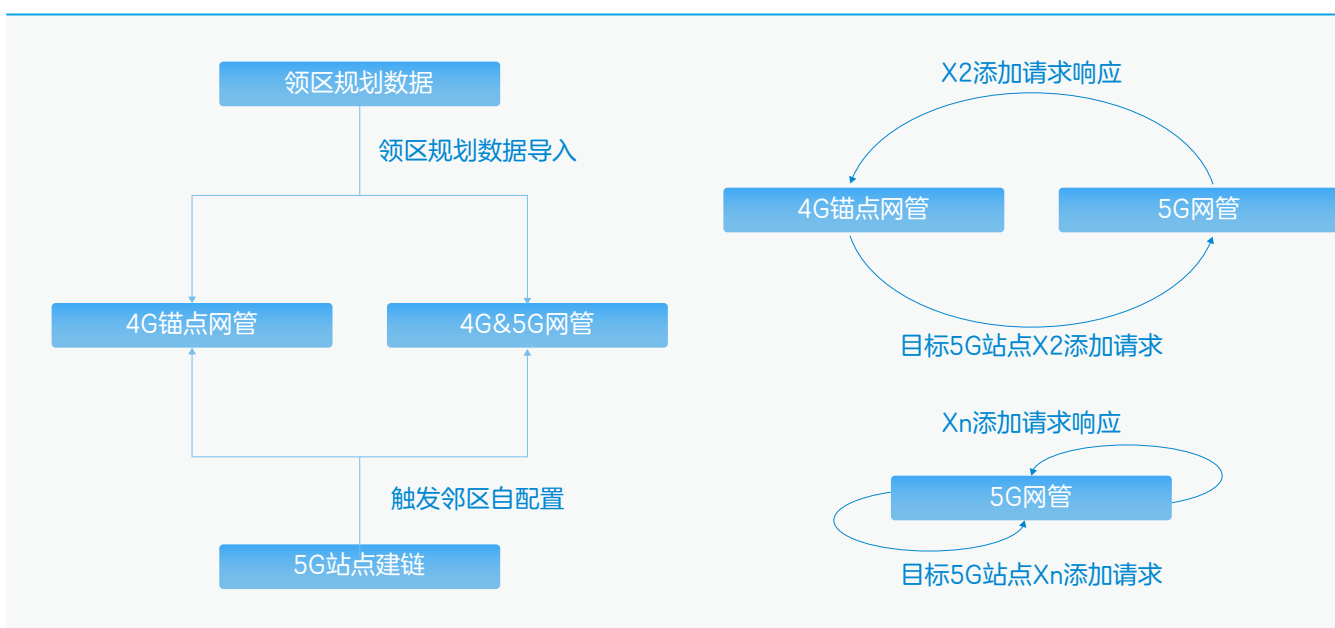 领区规划数据
领区规划数据导入
4G锚点网管
4G&5G网管
触发邻区自配置
5G站点建链
X2添加请求响应
4G锚点网管
5G网管
目标5G站点X2添加请求
Xn添加请求响应
5G网管
目标5G站点Xn添加请求